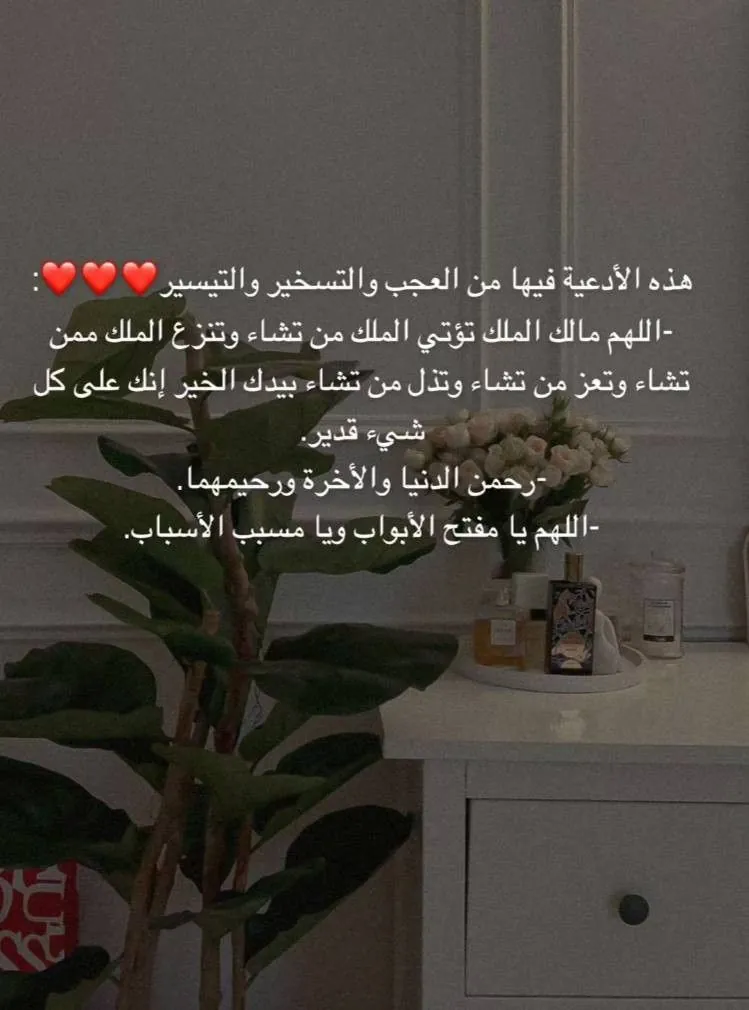 هذه الأدعية فيها من العجب والتسخير والتيسير❤️❤️❤️:
-اللهم مالك الملك تؤتي الملك من تشاء وتنزع الملك ممن
تشاء وتعز من تشاء وتذل من تشاء بيدك الخير إنك على كل
شيء قدير.
-رحمن الدنيا والأخرة ورحيمهما.
-اللهم يا مفتح الأبواب ويا مسبب الأسباب.